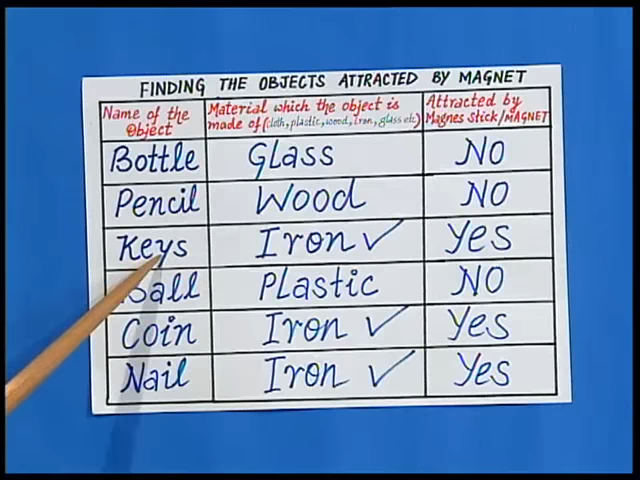 FINDING THE OBJECTS ATTRACTED BY MAGNET
Name of the Object
Material which the object is made of (cloth, plastic, wood, iron, glass etc)
Attracted by Magnes stick/MAGNET
Bottle Glass NO
Pencil Wood NO
Keys Iron ✓ Yes
Ball Plastic NO
Coin Iron ✓ Yes
Nail Iron ✓ Yes